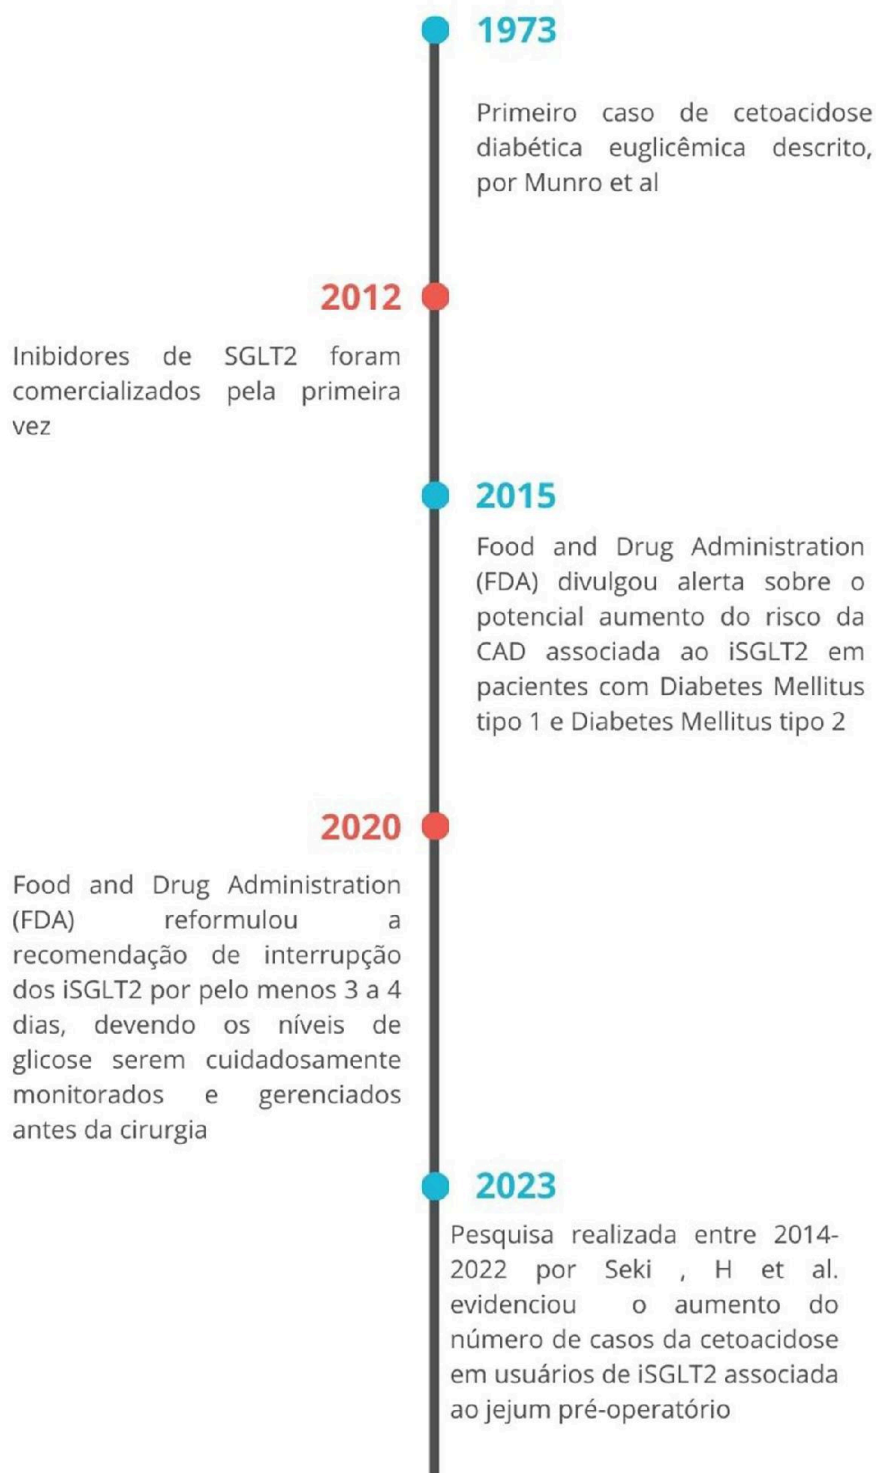 1973
Primeiro caso de cetoacidose
diabética euglicêmica descrito,
por Munro et al
2012
Inibidores de SGLT2 foram
comercializados pela primeira
vez
2015
Food and Drug Administration
(FDA) divulgou alerta sobre o
potencial aumento do risco da
CAD associada ao iSGLT2 em
pacientes com Diabetes Mellitus
tipo 1 e Diabetes Mellitus tipo 2
2020
Food and Drug Administration
(FDA) reformulou a
recomendação de interrupção
dos iSGLT2 por pelo menos 3 a 4
dias, devendo os níveis de
glicose serem cuidadosamente
monitorados e gerenciados
antes da cirurgia
2023
Pesquisa realizada entre 2014-
2022 por Seki , H et al.
evidenciou o aumento do
número de casos da cetoacidose
em usuários de iSGLT2 associada
ao jejum pré-operatório